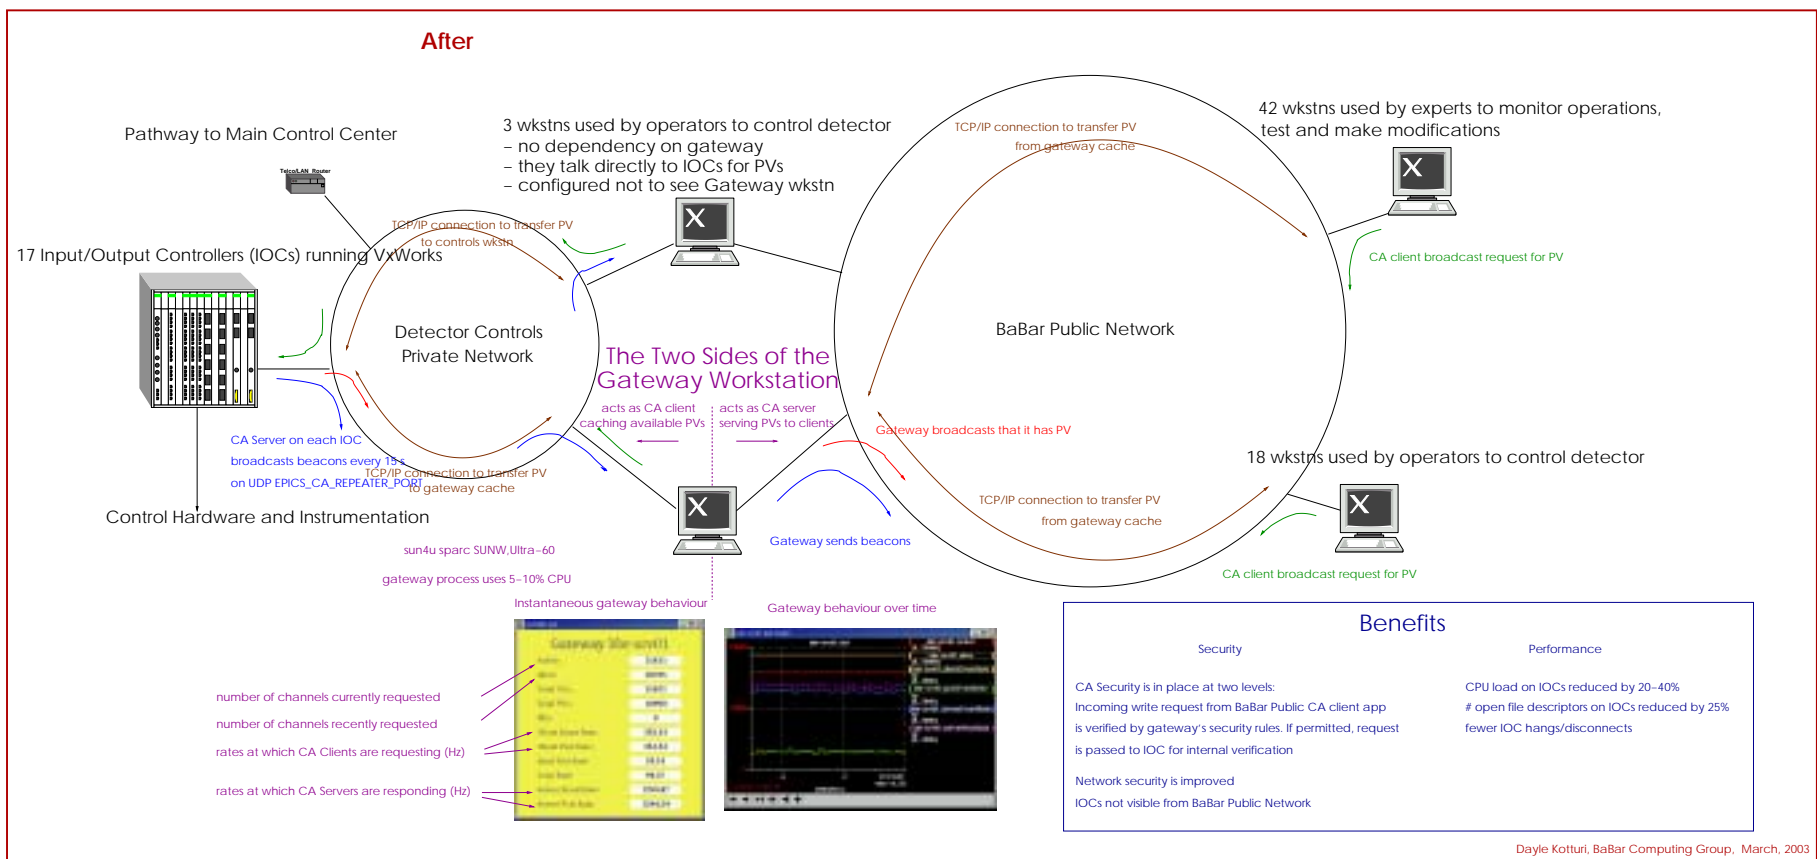 After
Pathway to Main Control Center
Telco/LAN Router
17 Input/Output Controllers (IOCs) running VxWorks
3 wkstns used by operators to control detector
– no dependency on gateway
– they talk directly to IOCs for PVs
– configured not to see Gateway wkstn
X
TCP/IP connection to transfer PV
to controls wkstn
Detector Controls
Private Network
TCP/IP connection to transfer PV
to gateway cache
CA Server on each IOC
broadcasts beacons every 15 s
on UDP EPICS_CA_REPEATER_PORT
Control Hardware and Instrumentation
The Two Sides of the
Gateway Workstation
acts as CA client
caching available PVs
acts as CA server
serving PVs to clients
X
sun4u sparc SUNW,Ultra–60
gateway process uses 5–10% CPU
Gateway broadcasts that it has PV
Gateway sends beacons
TCP/IP connection to transfer PV
from gateway cache
BaBar Public Network
TCP/IP connection to transfer PV
from gateway cache
42 wkstns used by experts to monitor operations,
test and make modifications
X
CA client broadcast request for PV
18 wkstns used by operators to control detector
X
CA client broadcast request for PV
Instantaneous gateway behaviour
Gateway behaviour over time
Gateway
number of channels currently requested
number of channels recently requested
rates at which CA Clients are requesting (Hz)
rates at which CA Servers are responding (Hz)
Benefits
Security
CA Security is in place at two levels:
Incoming write request from BaBar Public CA client app
is verified by gateway's security rules. If permitted, request
is passed to IOC for internal verification
Network security is improved
IOCs not visible from BaBar Public Network
Performance
CPU load on IOCs reduced by 20–40%
# open file descriptors on IOCs reduced by 25%
fewer IOC hangs/disconnects
Dayle Kotturi, BaBar Computing Group, March, 2003